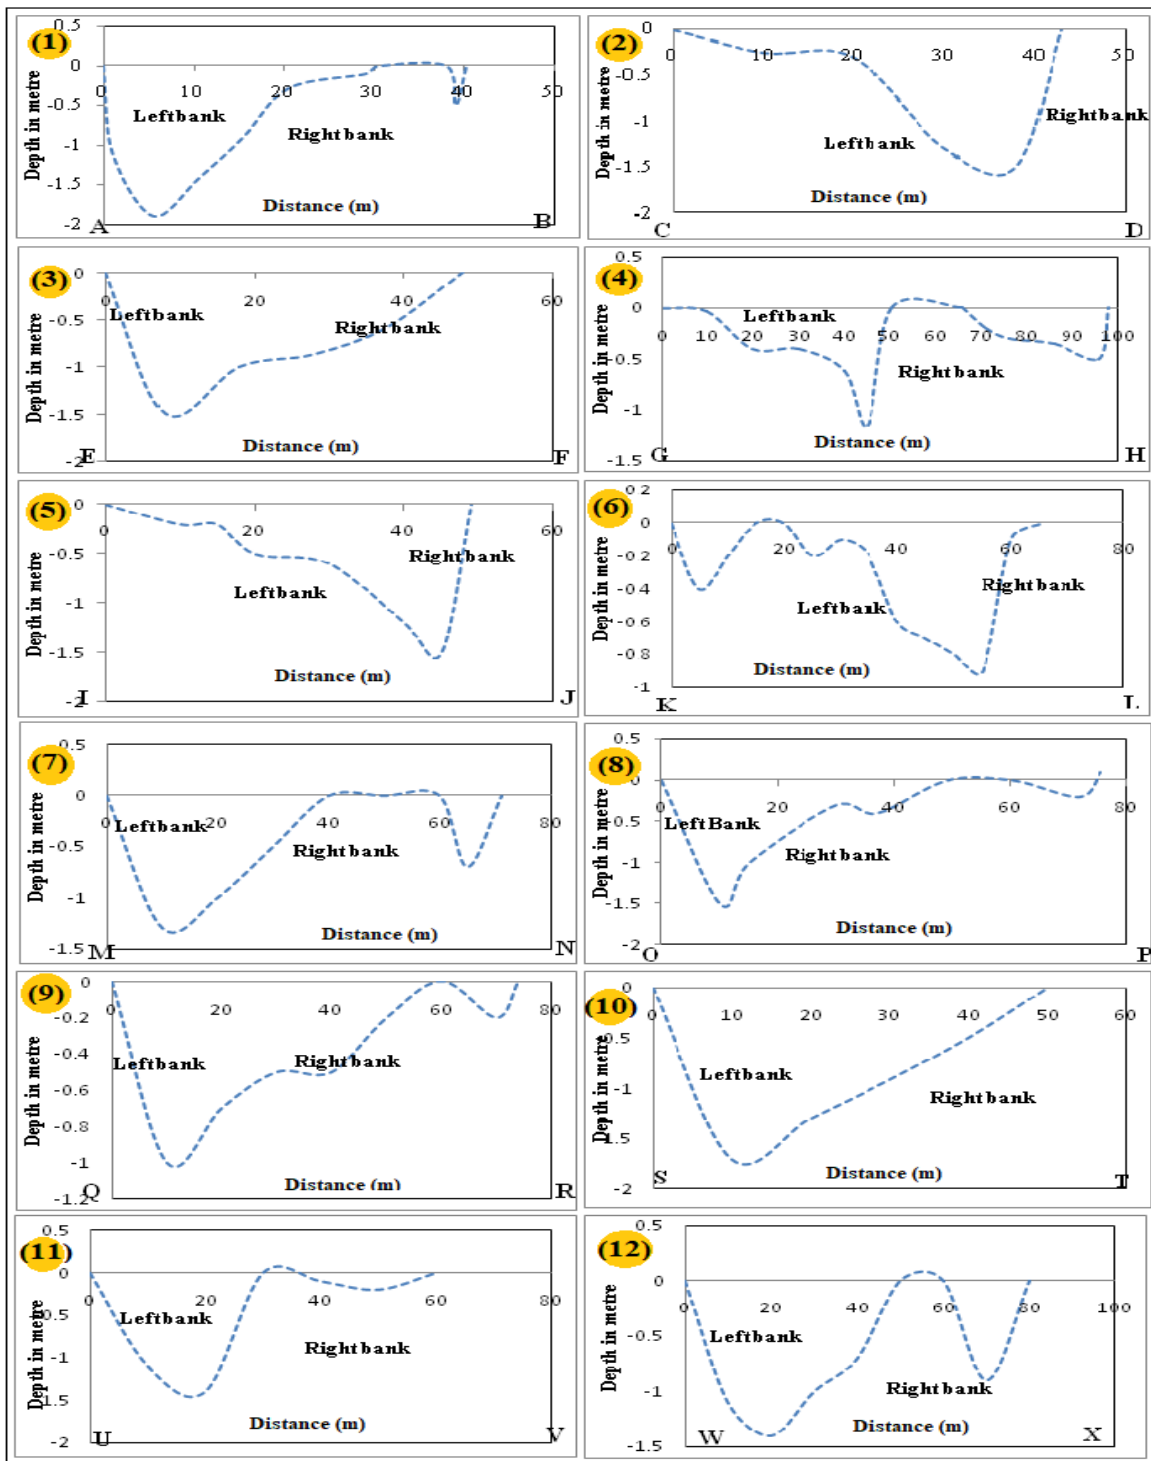 (1)
0.5
0
-0.5
-1
-1.5
-2
0 10 20 30 40 50
Depth in metre
Leftbank
Rightbank
Distance (m)
A
B
(2)
0
-0.5
-1
-1.5
-2
0 10 20 30 40 50
Depth in metre
Rightbank
Leftbank
Distance (m)
C
D
(3)
0
-0.5
-1
-1.5
-2
0 20 40 60
Depth in metre
Leftbank
Rightbank
Distance (m)
E
F
(4)
0.5
0
-0.5
-1
-1.5
0 10 20 30 40 50 60 70 80 90 100
Depth in metre
Leftbank
Rightbank
Distance (m)
G
H
(5)
0
-0.5
-1
-1.5
-2
0 20 40 60
Depth in metre
Rightbank
Leftbank
Distance (m)
I
J
(6)
0 2
0
-0.2
-0.4
-0.6
-0 8
-1
0 20 40 60 80
Depth in metre
Rightbank
Leftbank
Distance (m)
K
L
(7)
0.5
0
-0.5
-1
-1.5
0 20 40 60 80
Depth in metre
Leftbank
Rightbank
Distance (m)
M
N
(8)
0.5
0
-0.5
-1
-1.5
-2
0 20 40 60 80
Depth in metre
LeftBank
Rightbank
Distance (m)
O
P
(9)
0
-0.2
-0.4
-0.6
-0.8
-1
-1.2
0 20 40 60 80
Depth in metre
Leftbank
Rightbank
Distance (m)
Q
R
(10)
0
-0.5
-1
-1.5
-2
0 10 20 30 40 50 60
Depth in metre
Leftbank
Rightbank
Distance (m)
S
T
(11)
0.5
0
-0.5
-1
-1.5
-2
0 20 40 60 80
Depth in metre
Leftbank
Rightbank
Distance (m)
U
V
(12)
0.5
0
-0.5
-1
-1.5
0 20 40 60 80 100
Depth in metre
Leftbank
Rightbank
Distance (m)
W
X